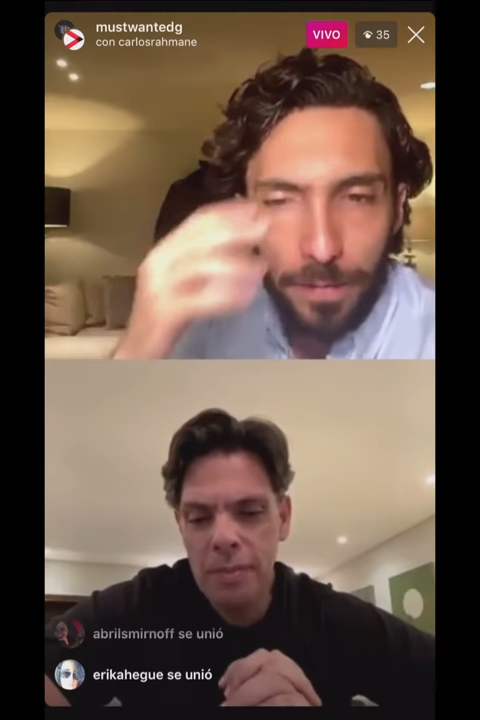 mustwantedg
con carlosrahmane
VIVO
35
abrilsmirnoff se unió
erikahegue se unió